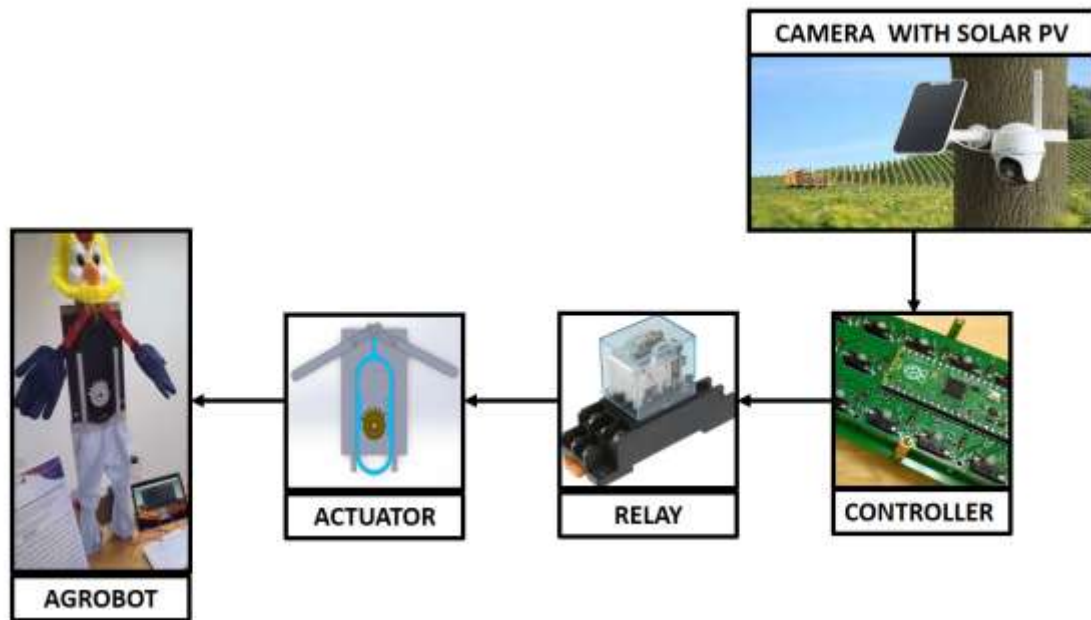 CAMERA WITH SOLAR PV
AGROBOT
ACTUATOR
RELAY
CONTROLLER